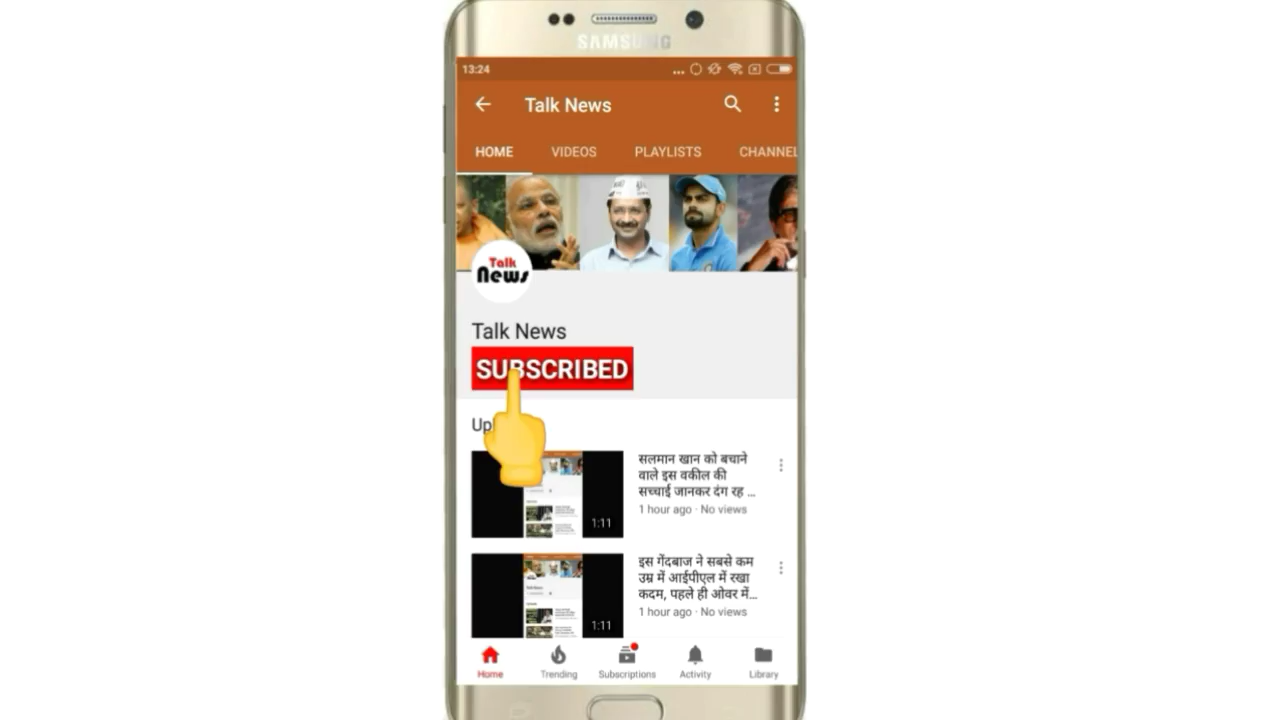 SAMSUNG
13:24
Talk News
HOME VIDEOS PLAYLISTS CHANNEL
Talk
News
Talk News
SUBSCRIBED
सलमान खान को बचाने
वाले इस वकील की
सच्चाई जानकर दंग रह ...
1 hour ago · No views
1:11
इस गेंदबाज ने सबसे कम
उम्र में आईपीएल में रखा
कदम, पहले ही ओवर में...
1 hour ago · No views
1:11
Home Trending Subscriptions Activity Library